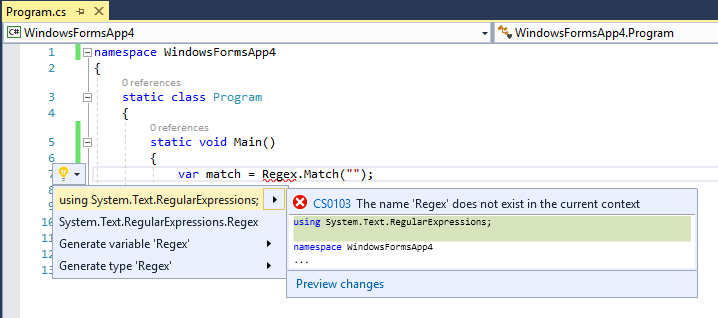 Program.cs
C# WindowsFormsApp4 WindowsFormsApp4.Program
1 namespace WindowsFormsApp4
2 {
0 references
3 static class Program
4 {
0 references
5 static void Main()
6 {
7 var match = Regex.Match("");
using System.Text.RegularExpressions;
System.Text.RegularExpressions.Regex
Generate variable 'Regex'
Generate type 'Regex'
10
11
12
13
CS0103 The name 'Regex' does not exist in the current context
using System.Text.RegularExpressions;
namespace WindowsFormsApp4
...
Preview changes